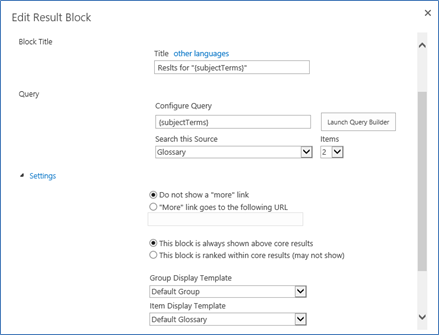 Edit Result Block
Block Title
Title other languages
Reslts for "{subjectTerms}"
Query
Configure Query
{subjectTerms}
Launch Query Builder
Search this Source Items
Glossary 2
Settings
Do not show a "more" link
"More" link goes to the following URL
This block is always shown above core results
This block is ranked within core results (may not show)
Group Display Template
Default Group
Item Display Template
Default Glossary